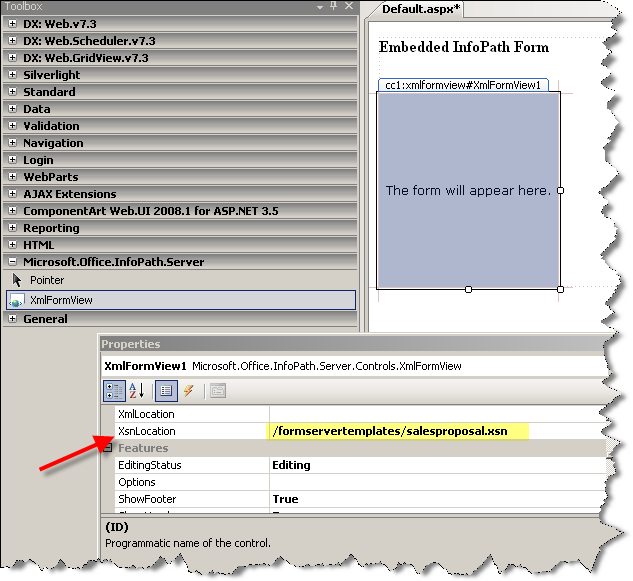 Toolbox
DX: Web.v7.3
DX: Web.Scheduler.v7.3
DX: Web.GridView.v7.3
Silverlight
Standard
Data
Validation
Navigation
Login
WebParts
AJAX Extensions
ComponentArt Web.UI 2008.1 for ASP.NET 3.5
Reporting
HTML
Microsoft.Office.InfoPath.Server
Pointer
XmlFormView
General
Default.aspx*
Embedded InfoPath Form
cc1:xmlformview#XmlFormView1
The form will appear here.
Properties
XmlFormView1 Microsoft.Office.InfoPath.Server.Controls.XmlFormView
XmlLocation
XsnLocation /formservertemplates/salesproposal.xsn
Features
EditingStatus Editing
Options
ShowFooter True
(ID)
Programmatic name of the control.